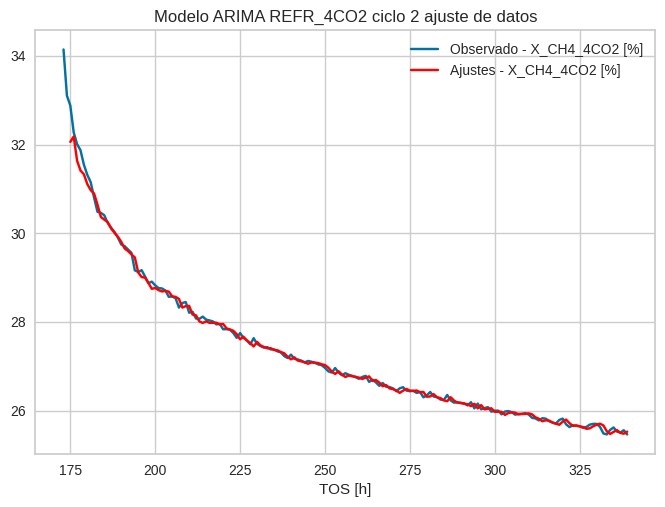 Modelo ARIMA REFR_4CO2 ciclo 2 ajuste de datos
Observado - X_CH4_4CO2 [%]
Ajustes - X_CH4_4CO2 [%]
34
32
30
28
26
175 200 225 250 275 300 325
TOS [h]